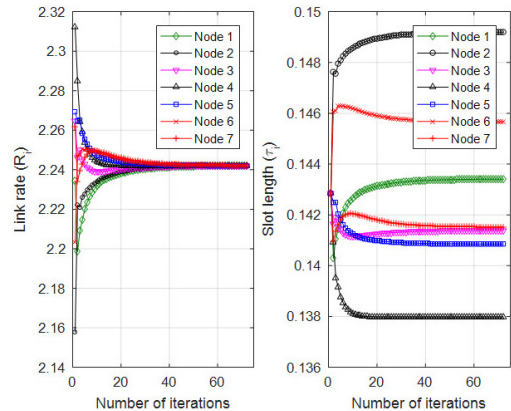 2.32
2.3
2.28
2.26
2.24
2.22
2.2
2.18
2.16
2.14
Link rate (Rᵢ)
0
20
40
60
Number of iterations
Node 1
Node 2
Node 3
Node 4
Node 5
Node 6
Node 7
0.15
0.148
0.146
0.144
0.142
0.14
0.138
0.136
Slot length (τᵢ)
0
20
40
60
Number of iterations
Node 1
Node 2
Node 3
Node 4
Node 5
Node 6
Node 7